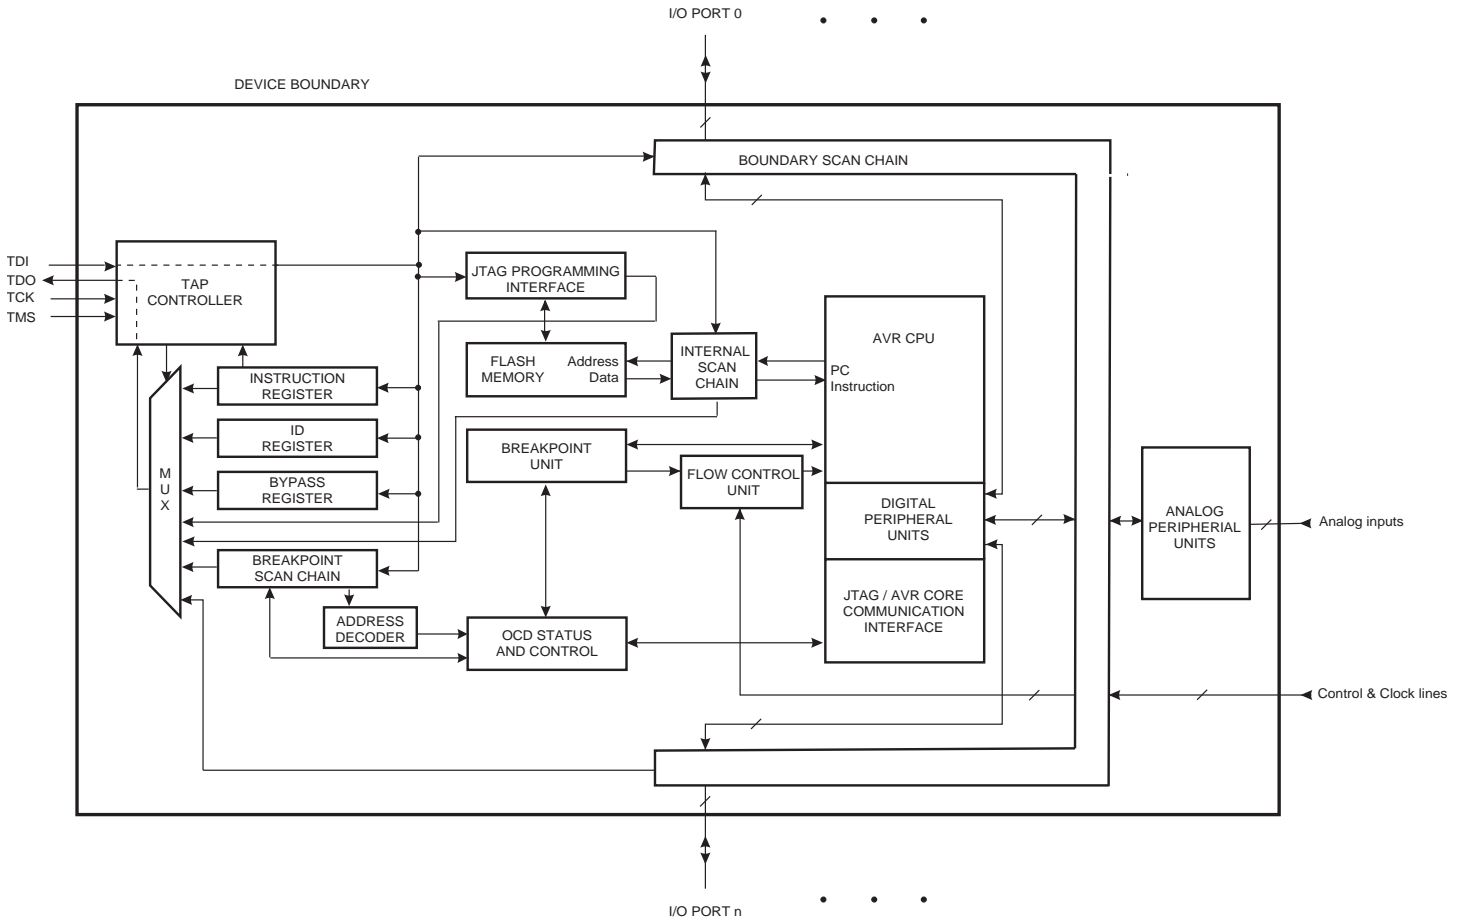 I/O PORT 0
DEVICE BOUNDARY
BOUNDARY SCAN CHAIN
TDI
TDO
TCK
TMS
TAP
CONTROLLER
JTAG PROGRAMMING
INTERFACE
FLASH
MEMORY
Address
Data
INTERNAL
SCAN
CHAIN
AVR CPU
PC
Instruction
INSTRUCTION
REGISTER
ID
REGISTER
BYPASS
REGISTER
M
U
X
BREAKPOINT
UNIT
FLOW CONTROL
UNIT
DIGITAL
PERIPHERAL
UNITS
ANALOG
PERIPHERIAL
UNITS
Analog inputs
BREAKPOINT
SCAN CHAIN
ADDRESS
DECODER
OCD STATUS
AND CONTROL
JTAG / AVR CORE
COMMUNICATION
INTERFACE
Control & Clock lines
I/O PORT n